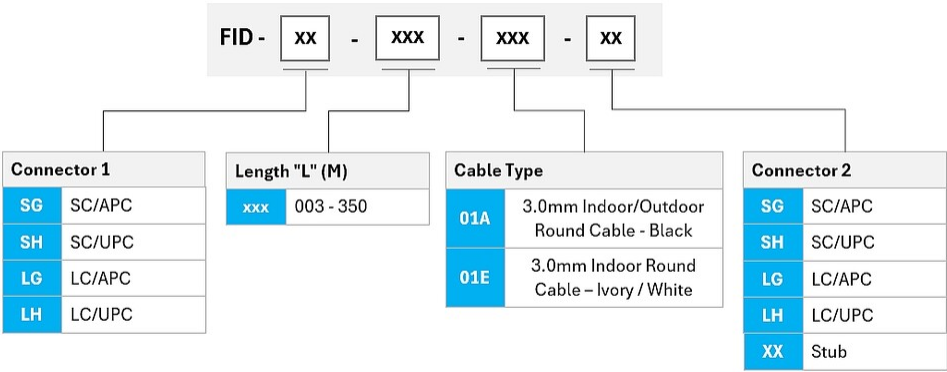 FID - XX - XXX - XXX - XX
Connector 1
SG SC/APC
SH SC/UPC
LG LC/APC
LH LC/UPC
Length "L" (M)
xxx 003 - 350
Cable Type
01A 3.0mm Indoor/Outdoor
Round Cable - Black
01E 3.0mm Indoor Round
Cable – Ivory / White
Connector 2
SG SC/APC
SH SC/UPC
LG LC/APC
LH LC/UPC
XX Stub